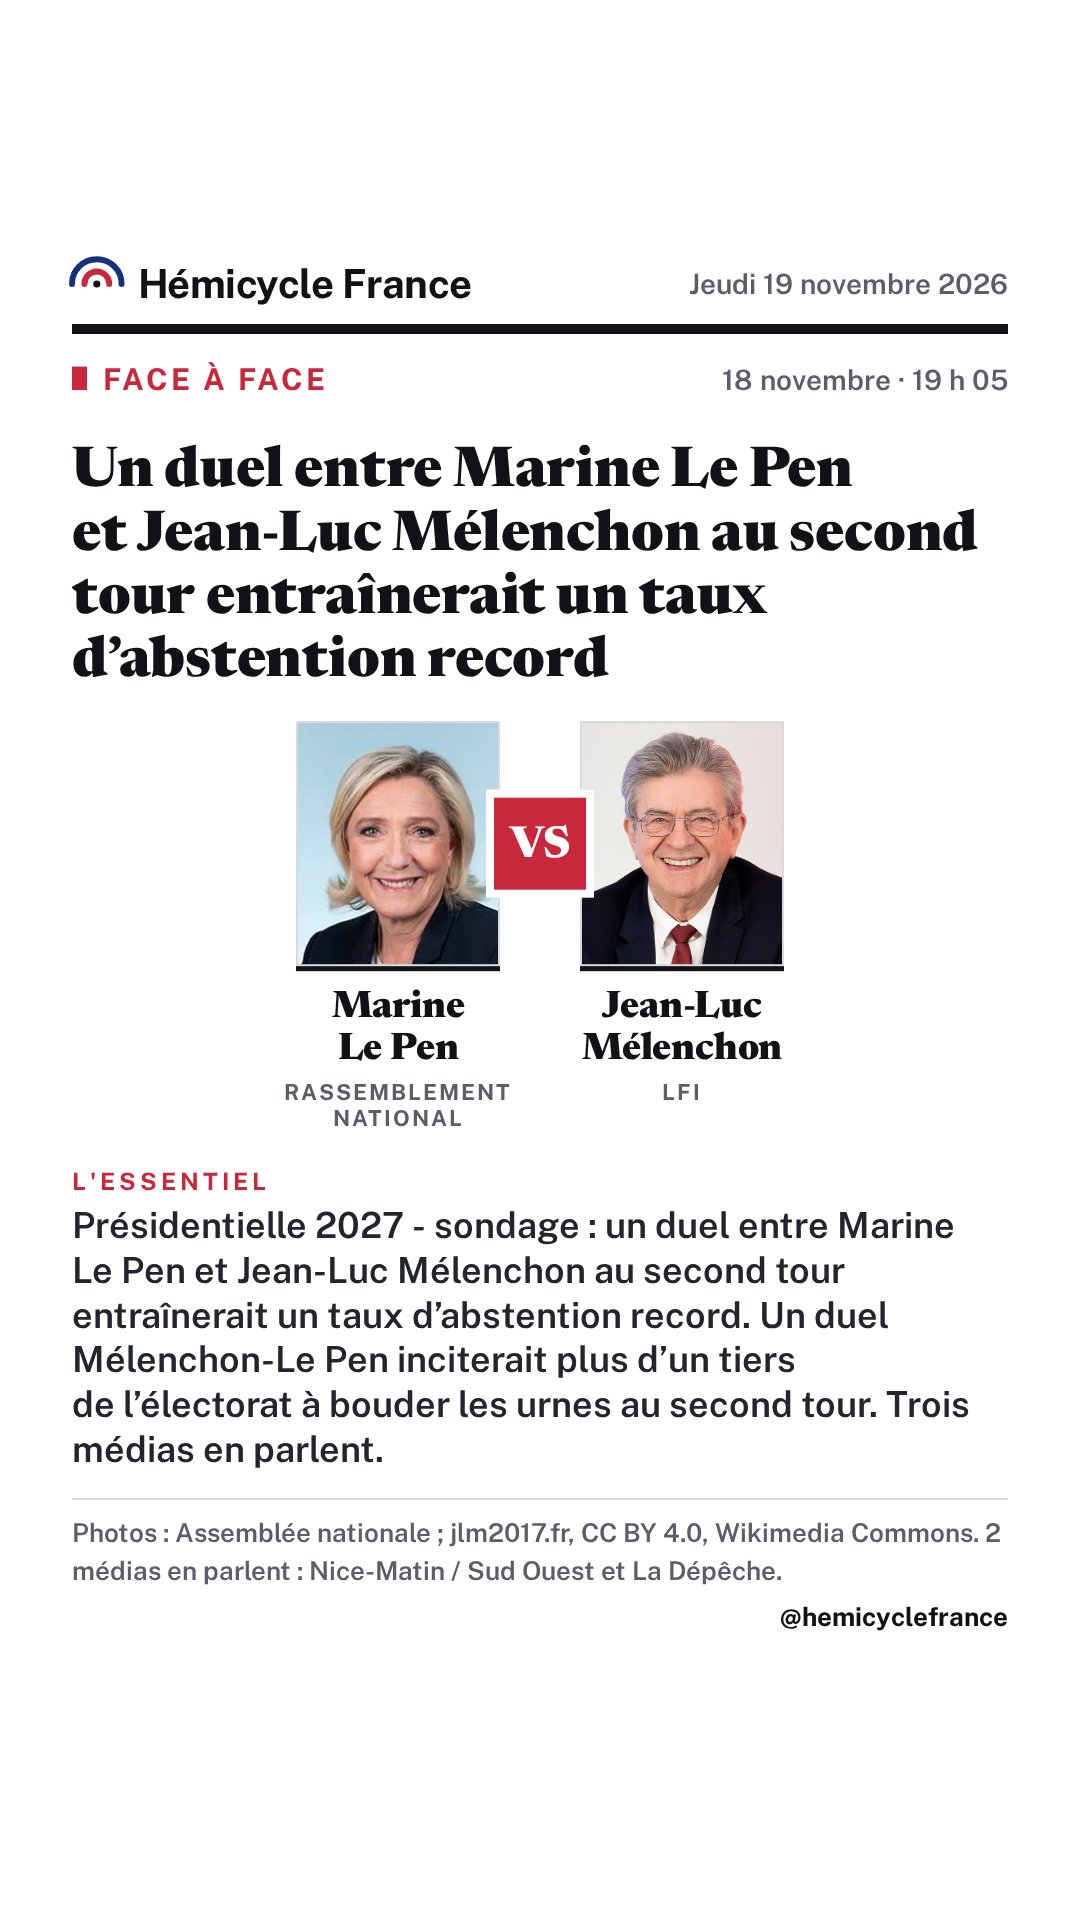 Hémicycle France
Jeudi 19 novembre 2026
FACE À FACE
18 novembre · 19 h 05
Un duel entre Marine Le Pen
et Jean-Luc Mélenchon au second
tour entraînerait un taux
d’abstention record
VS
Marine
Le Pen
RASSEMBLEMENT
NATIONAL
Jean-Luc
Mélenchon
LFI
L'ESSENTIEL
Présidentielle 2027 - sondage : un duel entre Marine
Le Pen et Jean-Luc Mélenchon au second tour
entraînerait un taux d’abstention record. Un duel
Mélenchon-Le Pen inciterait plus d’un tiers
de l’électorat à bouder les urnes au second tour. Trois
médias en parlent.
Photos : Assemblée nationale ; jlm2017.fr, CC BY 4.0, Wikimedia Commons. 2
médias en parlent : Nice-Matin / Sud Ouest et La Dépêche.
@hemicyclefrance